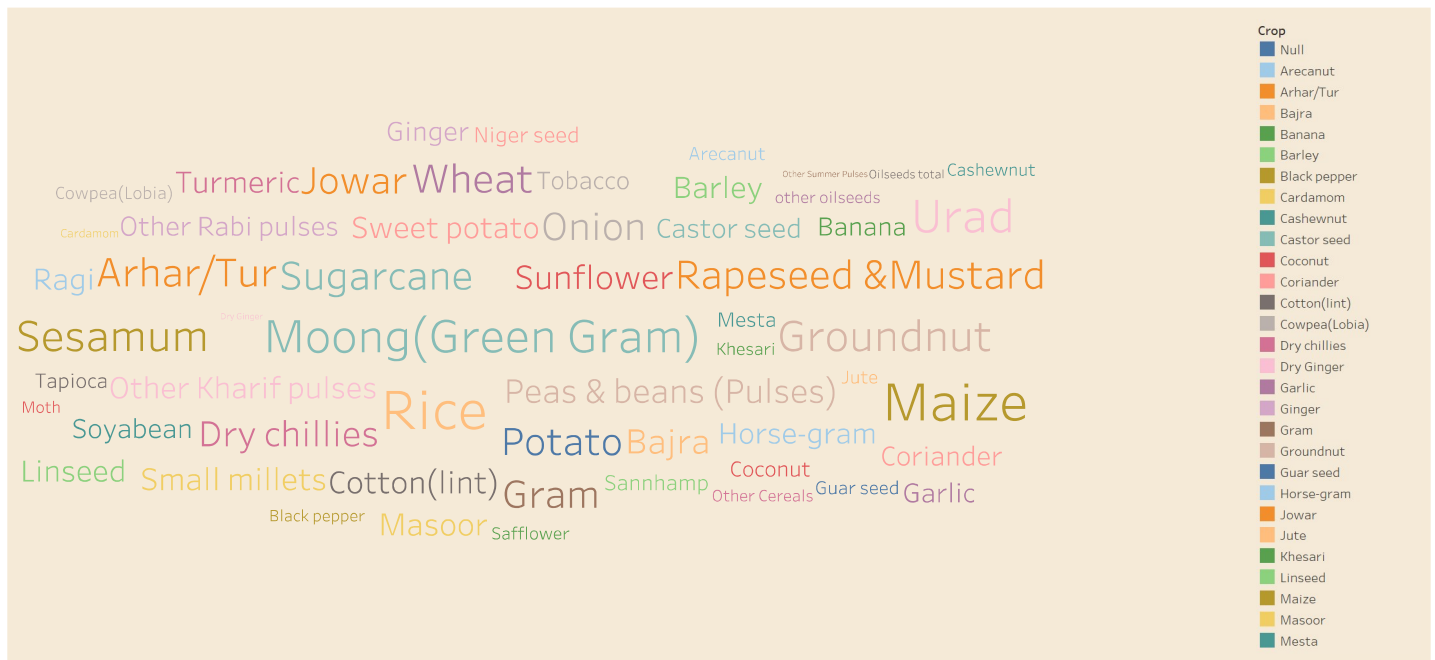 Ginger Niger seed
Arecanut
Other Summer Pulses Oilseeds total Cashewnut
Cowpea(Lobia) Turmeric Jowar Wheat Tobacco Barley other oilseeds
Cardamom Other Rabi pulses Sweet potato Onion Castor seed Banana Urad
Ragi Arhar/Tur Sugarcane Sunflower Rapeseed &Mustard
Dry Ginger Mesta
Sesamum Moong(Green Gram) Khesari Groundnut
Tapioca Other Kharif pulses Peas & beans (Pulses) Jute
Moth Rice Maize
Soyabean Dry chillies Potato Bajra Horse-gram
Coriander
Linseed Small millets Cotton(lint) Gram Sannhamp Coconut
Other Cereals Guar seed Garlic
Black pepper Masoor Safflower
Crop
Null
Arecanut
Arhar/Tur
Bajra
Banana
Barley
Black pepper
Cardamom
Cashewnut
Castor seed
Coconut
Coriander
Cotton(lint)
Cowpea(Lobia)
Dry chillies
Dry Ginger
Garlic
Ginger
Gram
Groundnut
Guar seed
Horse-gram
Jowar
Jute
Khesari
Linseed
Maize
Masoor
Mesta